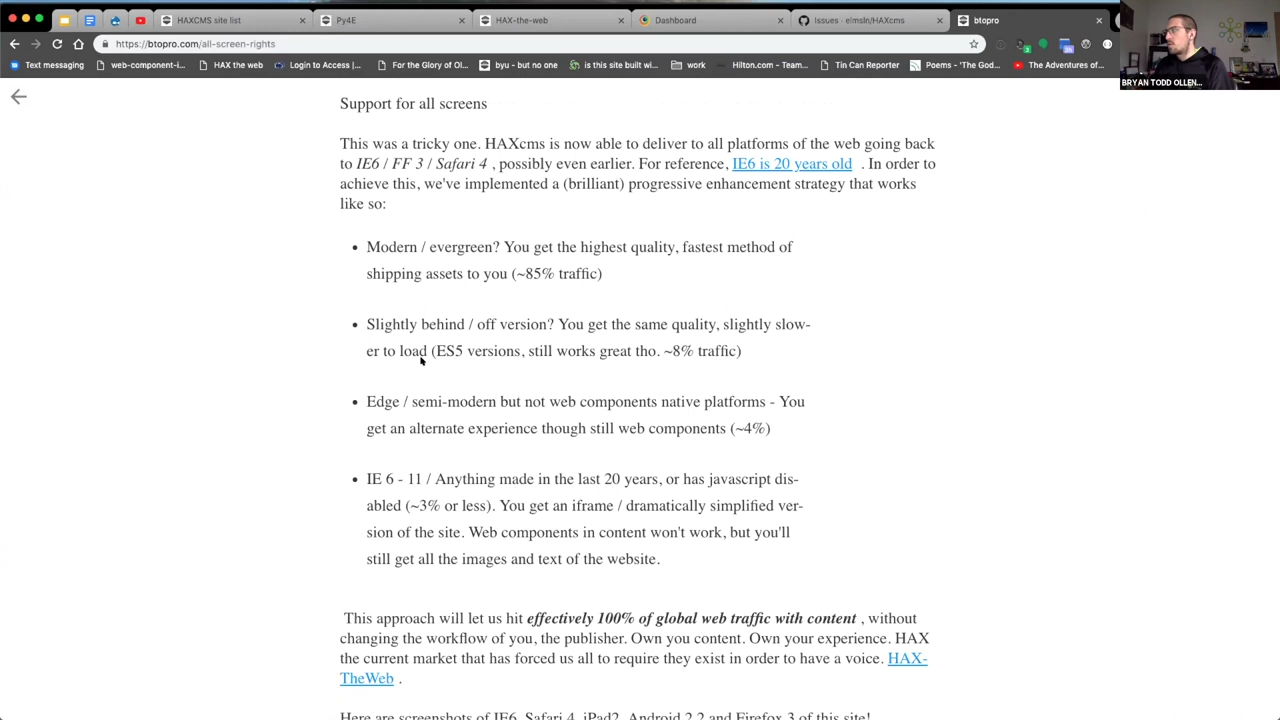 HAXCMS site list
Py4E
HAX-the-web
Dashboard
Issues · elmsln/HAXcms
btopro
https://btopro.com/all-screen-rights
Text messaging
web-component-i...
HAX the web
Login to Access |...
For the Glory of Ol...
byu - but no one
is this site built wi...
work
Hilton.com - Team...
Tin Can Reporter
Poems - 'The God...
The Adventures of...
BRYAN TODD OLLEN...
Support for all screens
This was a tricky one. HAXcms is now able to deliver to all platforms of the web going back
to IE6 / FF 3 / Safari 4 , possibly even earlier. For reference, IE6 is 20 years old . In order to
achieve this, we've implemented a (brilliant) progressive enhancement strategy that works
like so:
• Modern / evergreen? You get the highest quality, fastest method of
shipping assets to you (~85% traffic)
• Slightly behind / off version? You get the same quality, slightly slow-
er to load (ES5 versions, still works great tho. ~8% traffic)
• Edge / semi-modern but not web components native platforms - You
get an alternate experience though still web components (~4%)
• IE 6 - 11 / Anything made in the last 20 years, or has javascript dis-
abled (~3% or less). You get an iframe / dramatically simplified ver-
sion of the site. Web components in content won't work, but you'll
still get all the images and text of the website.
This approach will let us hit effectively 100% of global web traffic with content , without
changing the workflow of you, the publisher. Own you content. Own your experience. HAX
the current market that has forced us all to require they exist in order to have a voice. HAX-
TheWeb .
Here are screenshots of IE6, Safari 4, iPad2, Android 2.2 and Firefox 3 of this site!